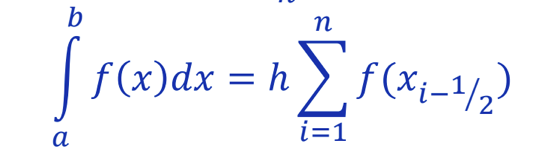 ∫_a^b f(x)dx = h ∑_{i=1}^n f(x_{i−1/2})